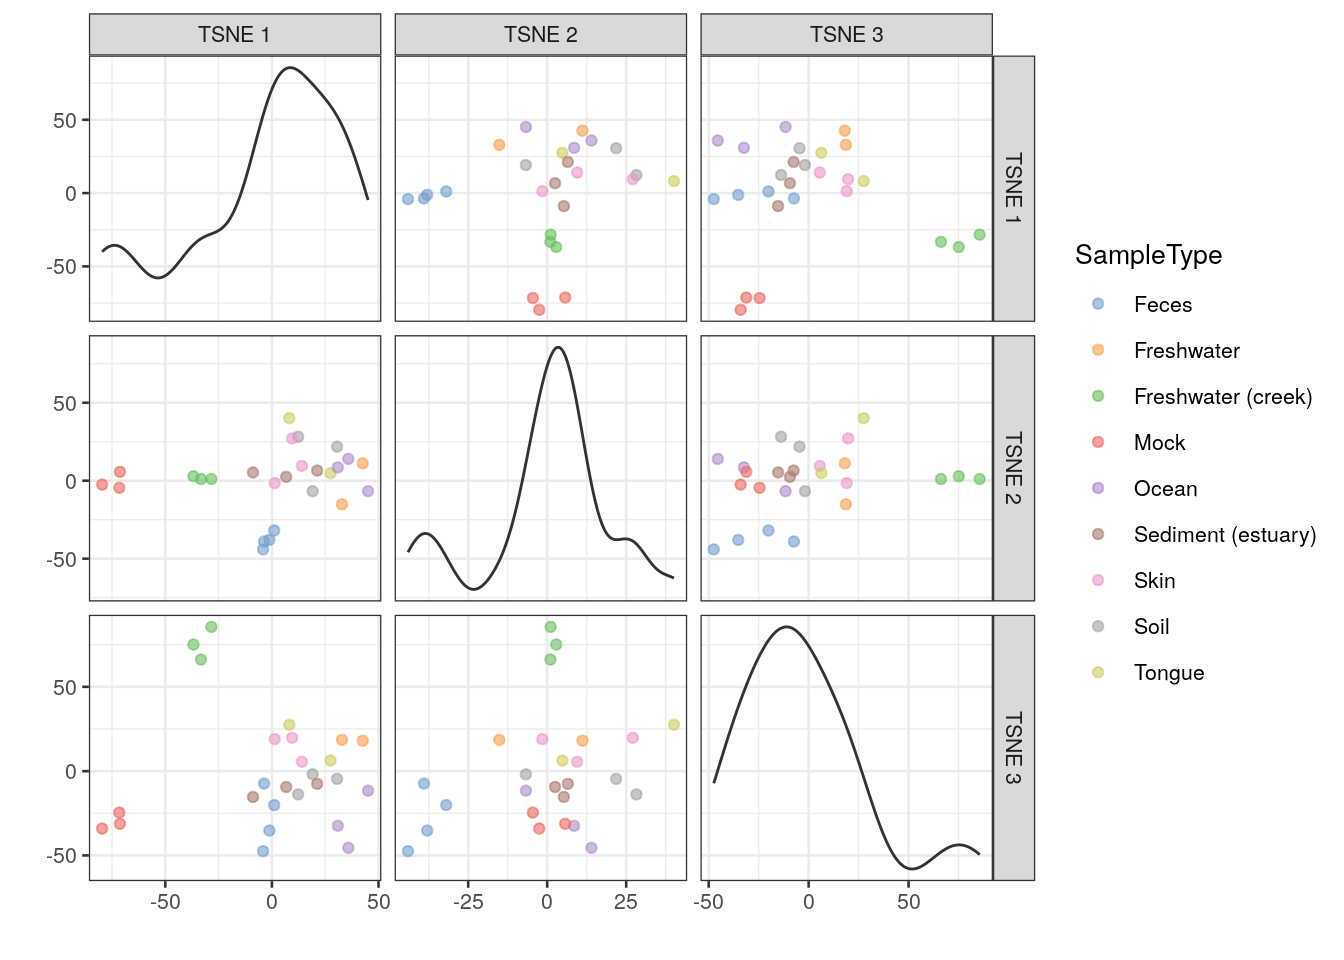 TSNE 1
TSNE 2
TSNE 3
50
0
-50
TSNE 1
50
0
-50
TSNE 2
50
0
-50
TSNE 3
-50
0
50
-25
0
25
-50
0
50
SampleType
Feces
Freshwater
Freshwater (creek)
Mock
Ocean
Sediment (estuary)
Skin
Soil
Tongue